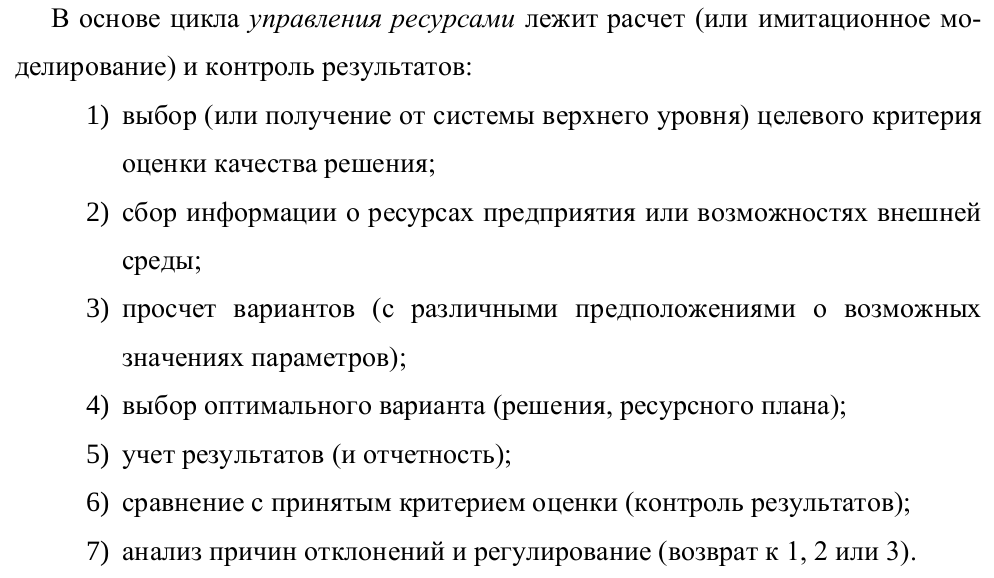 В основе цикла управления ресурсами лежит расчет (или имитационное мо-
делирование) и контроль результатов:
1) выбор (или получение от системы верхнего уровня) целевого критерия
оценки качества решения;
2) сбор информации о ресурсах предприятия или возможностях внешней
среды;
3) просчет вариантов (с различными предположениями о возможных
значениях параметров);
4) выбор оптимального варианта (решения, ресурсного плана);
5) учет результатов (и отчетность);
6) сравнение с принятым критерием оценки (контроль результатов);
7) анализ причин отклонений и регулирование (возврат к 1, 2 или 3).